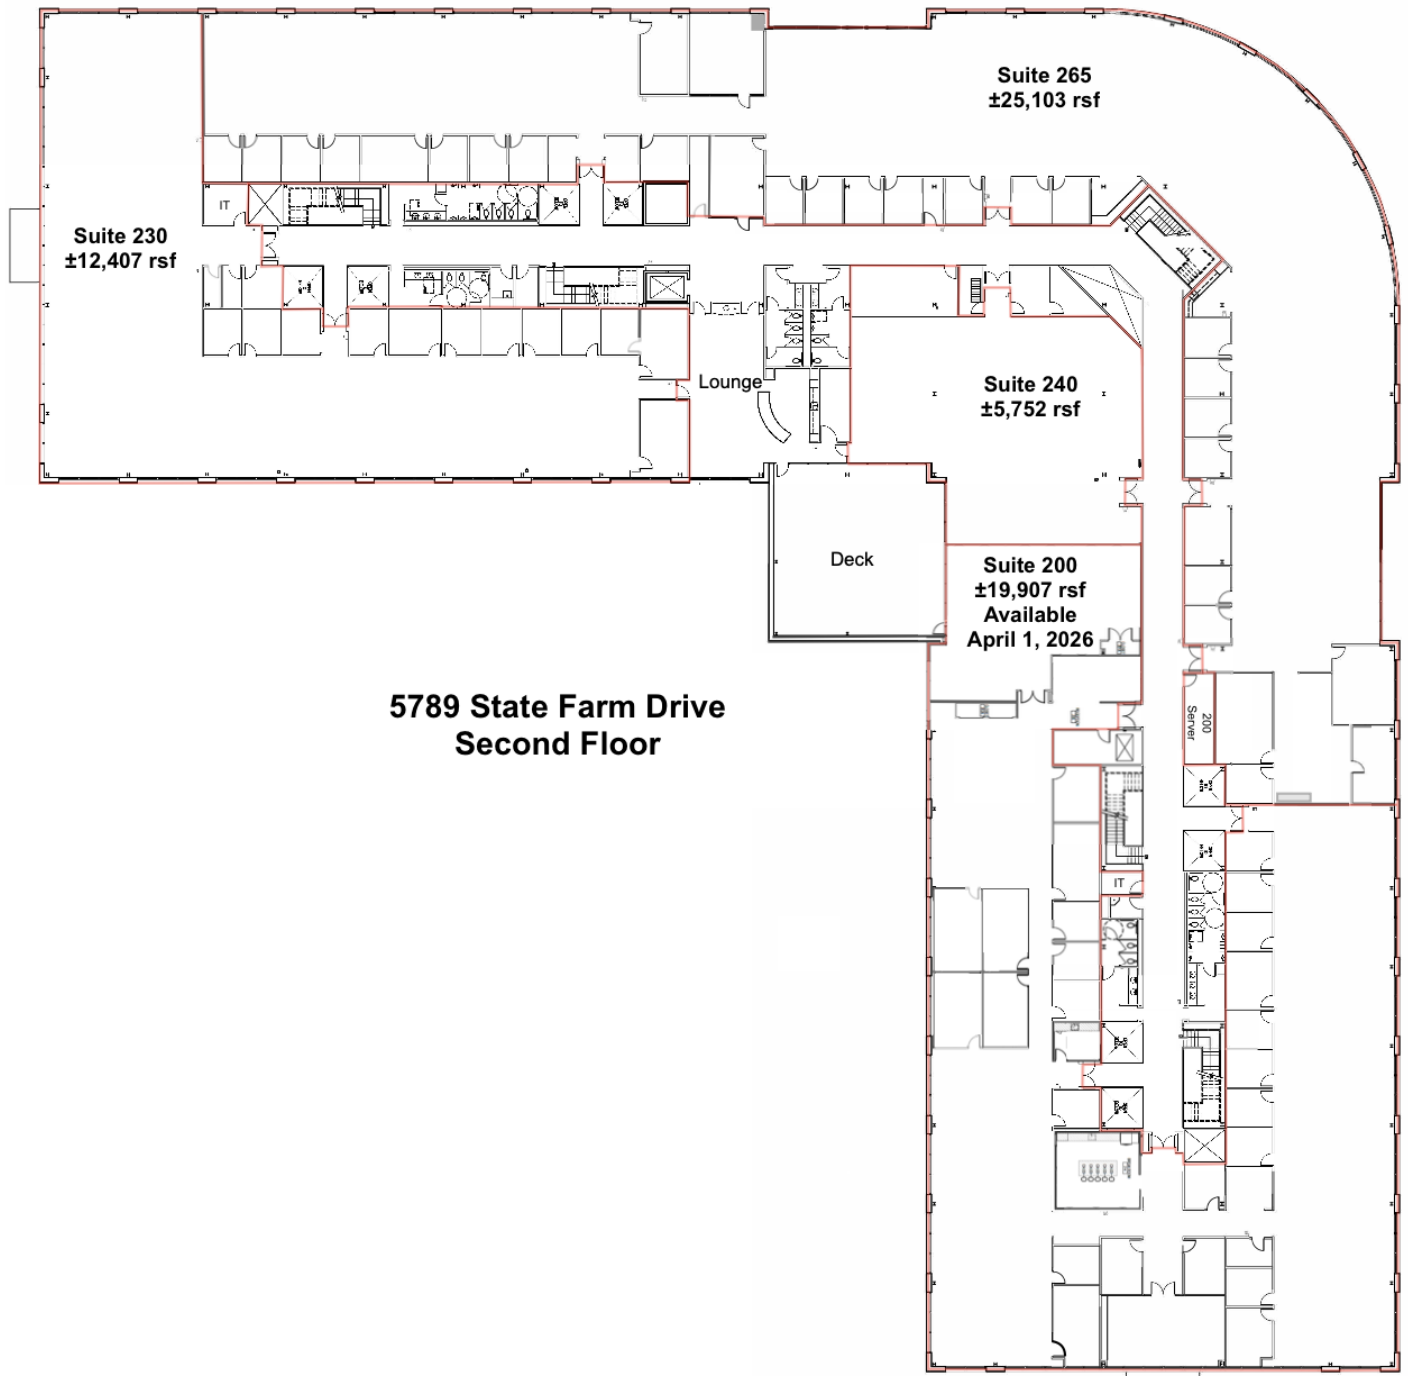 Suite 265
±25,103 rsf
IT
Suite 230
±12,407 rsf
Lounge
Suite 240
±5,752 rsf
Deck
Suite 200
±19,907 rsf
Available
April 1, 2026
5789 State Farm Drive
Second Floor
200
Server
IT